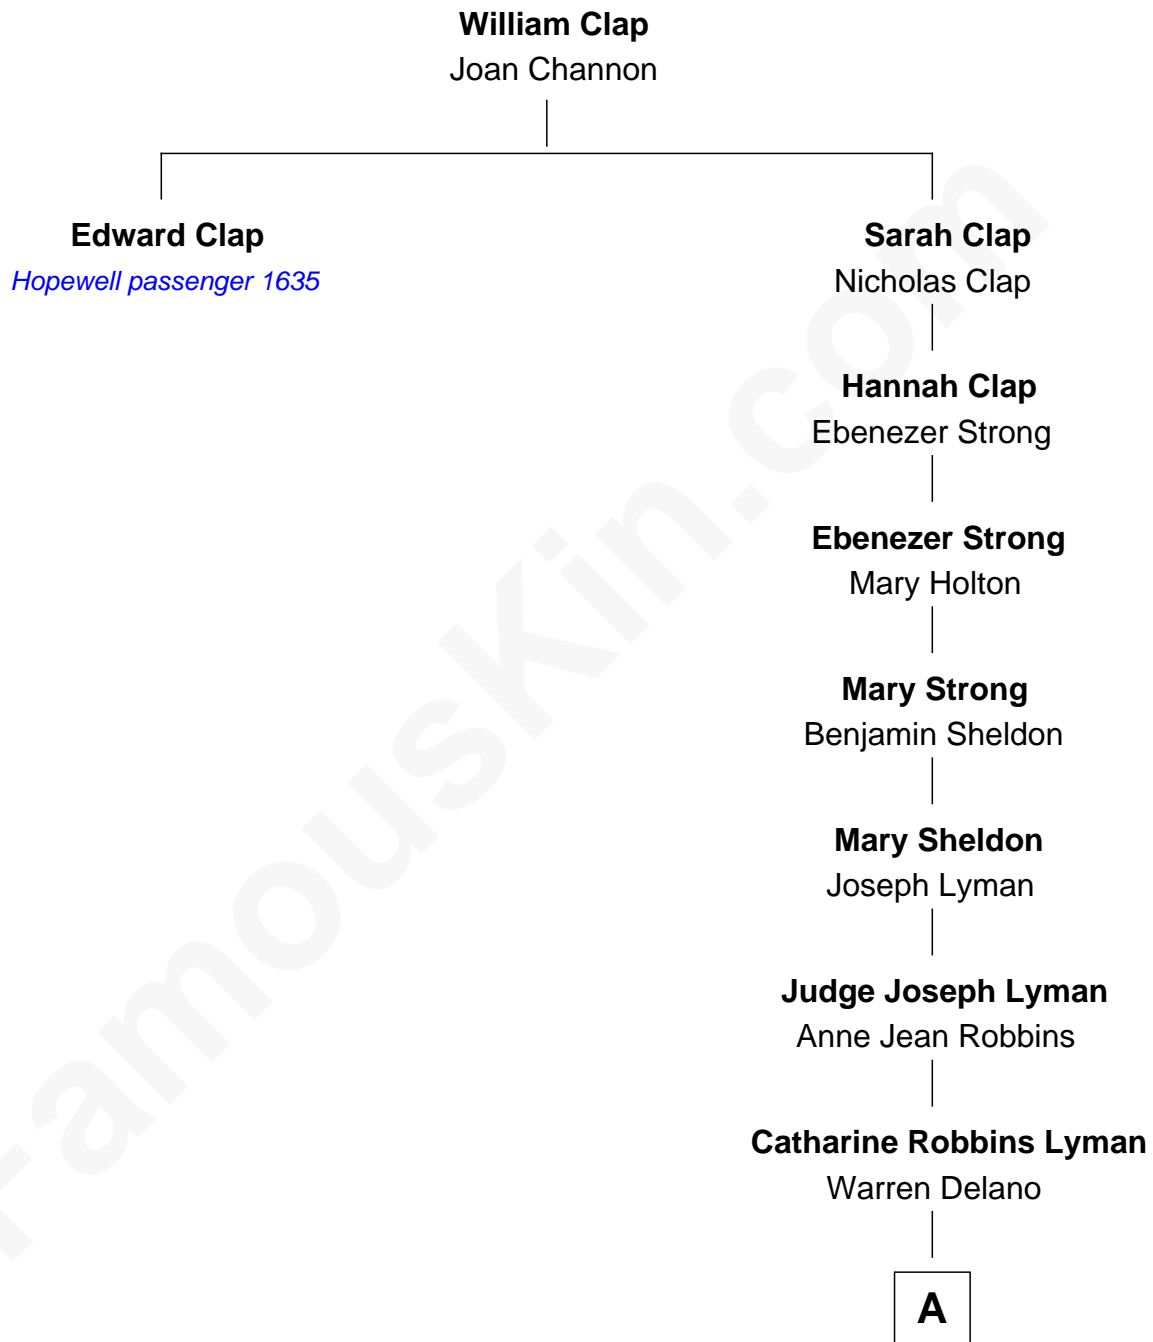 William Clap
Joan Channon
Edward Clap
Hopewell passenger 1635
Sarah Clap
Nicholas Clap
Hannah Clap
Ebenezer Strong
Ebenezer Strong
Mary Holton
Mary Strong
Benjamin Sheldon
Mary Sheldon
Joseph Lyman
Judge Joseph Lyman
Anne Jean Robbins
Catharine Robbins Lyman
Warren Delano
A
FamousKin.com